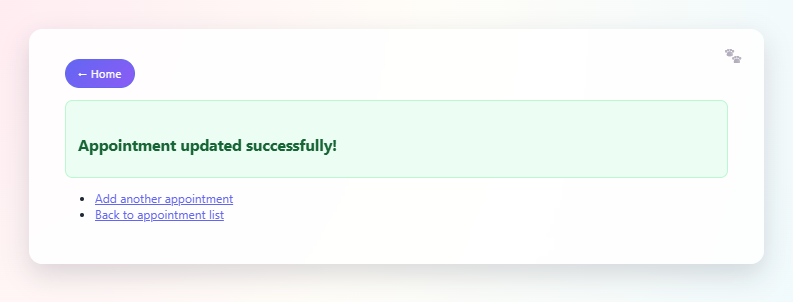 ← Home
Appointment updated successfully!
Add another appointment
Back to appointment list